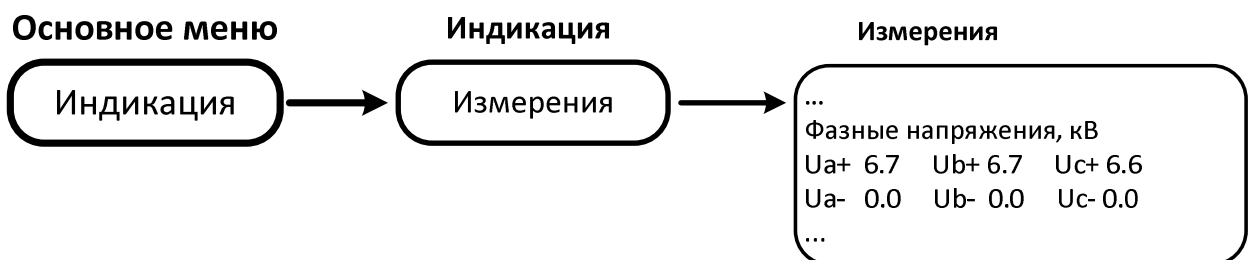 Основное меню
Индикация
Индикация
Измерения
Измерения
...
Фазные напряжения, кВ
Ua+ 6.7 Ub+ 6.7 Uc+ 6.6
Ua- 0.0 Ub- 0.0 Uc- 0.0
...